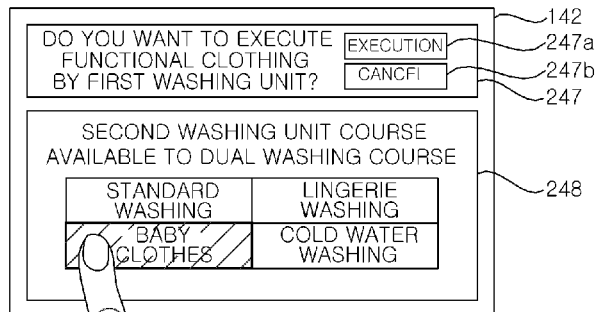 142
DO YOU WANT TO EXECUTE
FUNCTIONAL CLOTHING
BY FIRST WASHING UNIT?
EXECUTION
CANCFI
247a
247b
247
SECOND WASHING UNIT COURSE
AVAILABLE TO DUAL WASHING COURSE
248
STANDARD
WASHING
LINGERIE
WASHING
BABY
CLOTHES
COLD WATER
WASHING